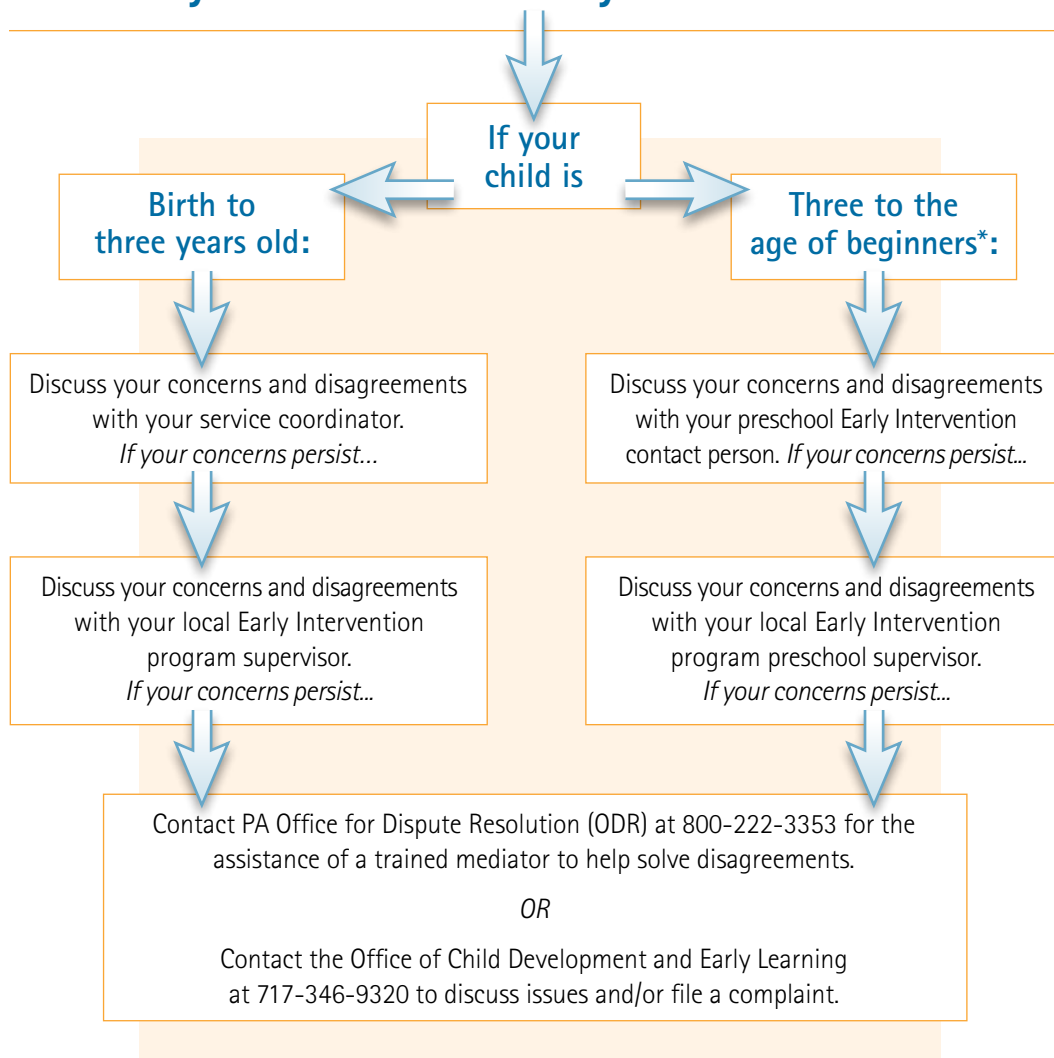 If your
child is
Birth to
three years old:
Three to the
age of beginners*:
Discuss your concerns and disagreements
with your service coordinator.
If your concerns persist...
Discuss your concerns and disagreements
with your preschool Early Intervention
contact person. If your concerns persist...
Discuss your concerns and disagreements
with your local Early Intervention
program supervisor.
If your concerns persist...
Discuss your concerns and disagreements
with your local Early Intervention
program preschool supervisor.
If your concerns persist...
Contact PA Office for Dispute Resolution (ODR) at 800-222-3353 for the
assistance of a trained mediator to help solve disagreements.
OR
Contact the Office of Child Development and Early Learning
at 717-346-9320 to discuss issues and/or file a complaint.